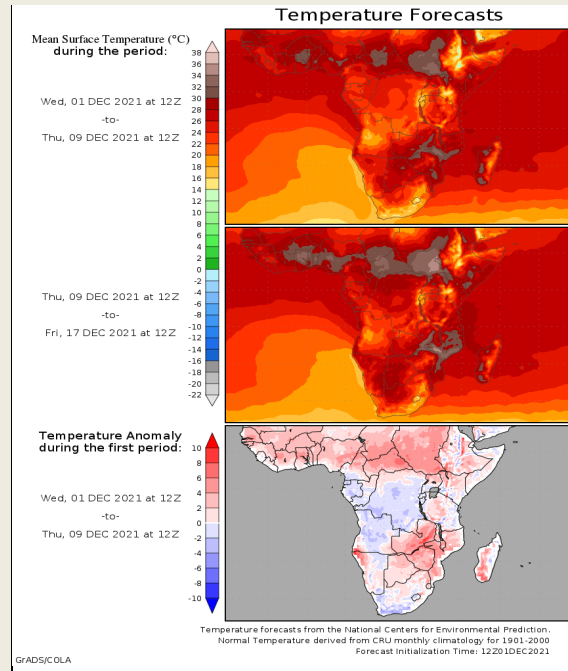 Temperature Forecasts
Mean Surface Temperature (°C)
during the period:
Wed, 01 DEC 2021 at 12Z
-to-
Thu, 09 DEC 2021 at 12Z
38
36
34
32
30
28
26
24
22
20
18
16
14
12
10
8
6
4
2
0
-2
-4
-6
-8
-10
-12
-14
-16
-18
-20
-22
Thu, 09 DEC 2021 at 12Z
-to-
Fri, 17 DEC 2021 at 12Z
Temperature Anomaly
during the first period:
Wed, 01 DEC 2021 at 12Z
-to-
Thu, 09 DEC 2021 at 12Z
10
8
6
4
2
0
-2
-4
-6
-8
-10
Temperature forecasts from the National Centers for Environmental Prediction.
Normal Temperature derived from CRU monthly climatology for 1901-2000
Forecast Initialization Time: 12Z01DEC2021
GrADS/COLA